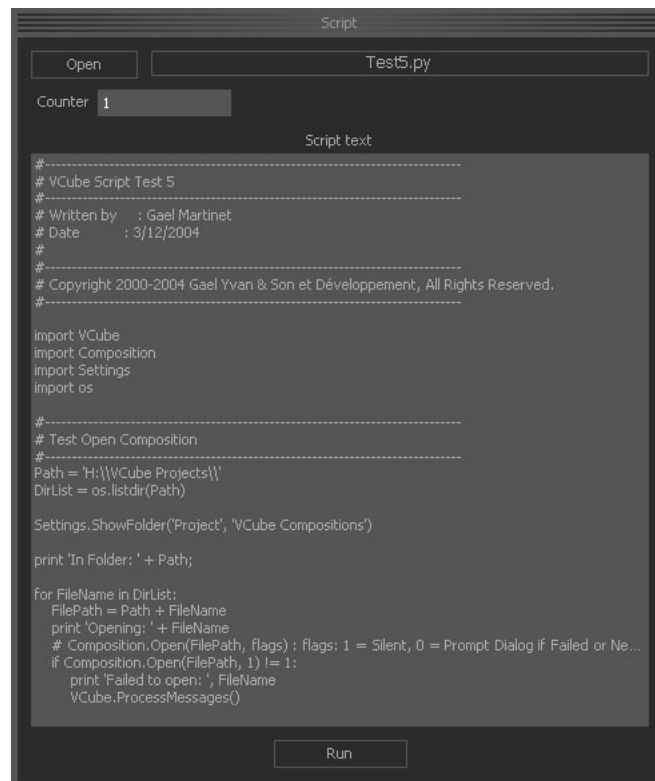 Script
Open
Test5.py
Counter 1
Script text
#------------------------------------------------------------------------------
# VCube Script Test 5
#------------------------------------------------------------------------------
# Written by : Gael Martinet
# Date : 3/12/2004
#
#------------------------------------------------------------------------------
# Copyright 2000-2004 Gael Yvan & Son et Développement, All Rights Reserved.
#------------------------------------------------------------------------------
import VCube
import Composition
import Settings
import os
#------------------------------------------------------------------------------
# Test Open Composition
#------------------------------------------------------------------------------
Path = 'H:\\VCube Projects\\'
DirList = os.listdir(Path)
Settings.ShowFolder('Project', 'VCube Compositions')
print 'In Folder: ' + Path;
for FileName in DirList:
FilePath = Path + FileName
print 'Opening: ' + FileName
# Composition.Open(FilePath, flags) : flags: 1 = Silent, 0 = Prompt Dialog if Failed or Ne...
if Composition.Open(FilePath, 1) != 1:
print 'Failed to open: ', FileName
VCube.ProcessMessages()
Run